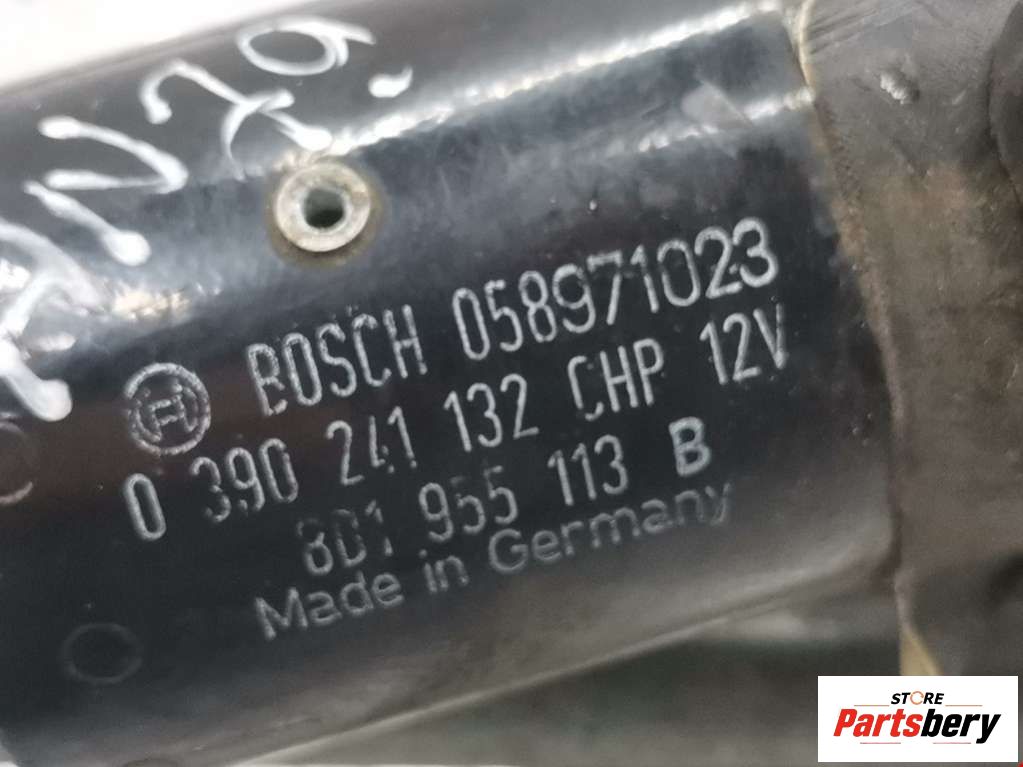 BOSCH 058971023
0 390 241 132 CHP 12V
8D1 955 113 B
Made in Germany
STORE
Partsbery